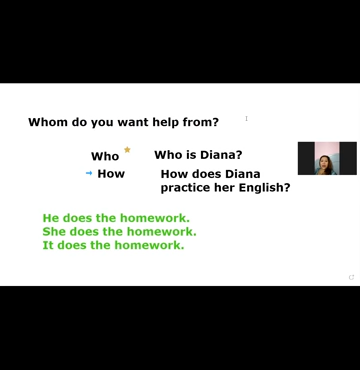 Whom do you want help from?
Who
Who is Diana?
How
How does Diana
practice her English?
He does the homework.
She does the homework.
It does the homework.